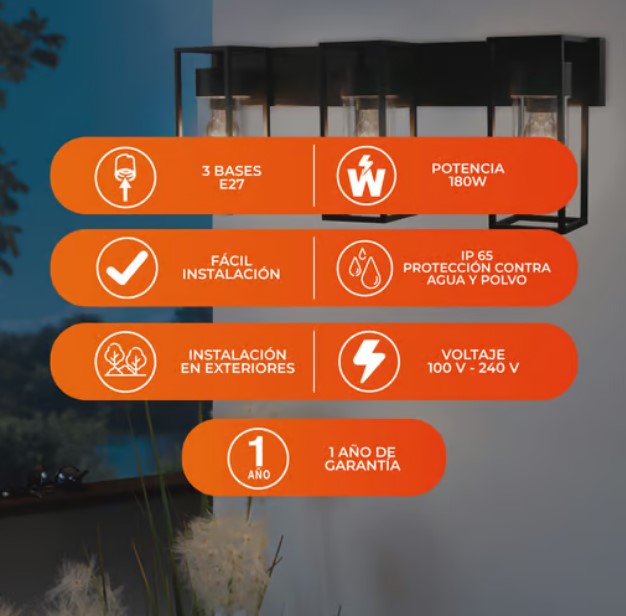 3 BASES
E27
W
POTENCIA
180W
FÁCIL
INSTALACIÓN
IP 65
PROTECCIÓN CONTRA
AGUA Y POLVO
INSTALACIÓN
EN EXTERIORES
VOLTAJE
100 V - 240 V
1
AÑO
1 AÑO DE
GARANTÍA